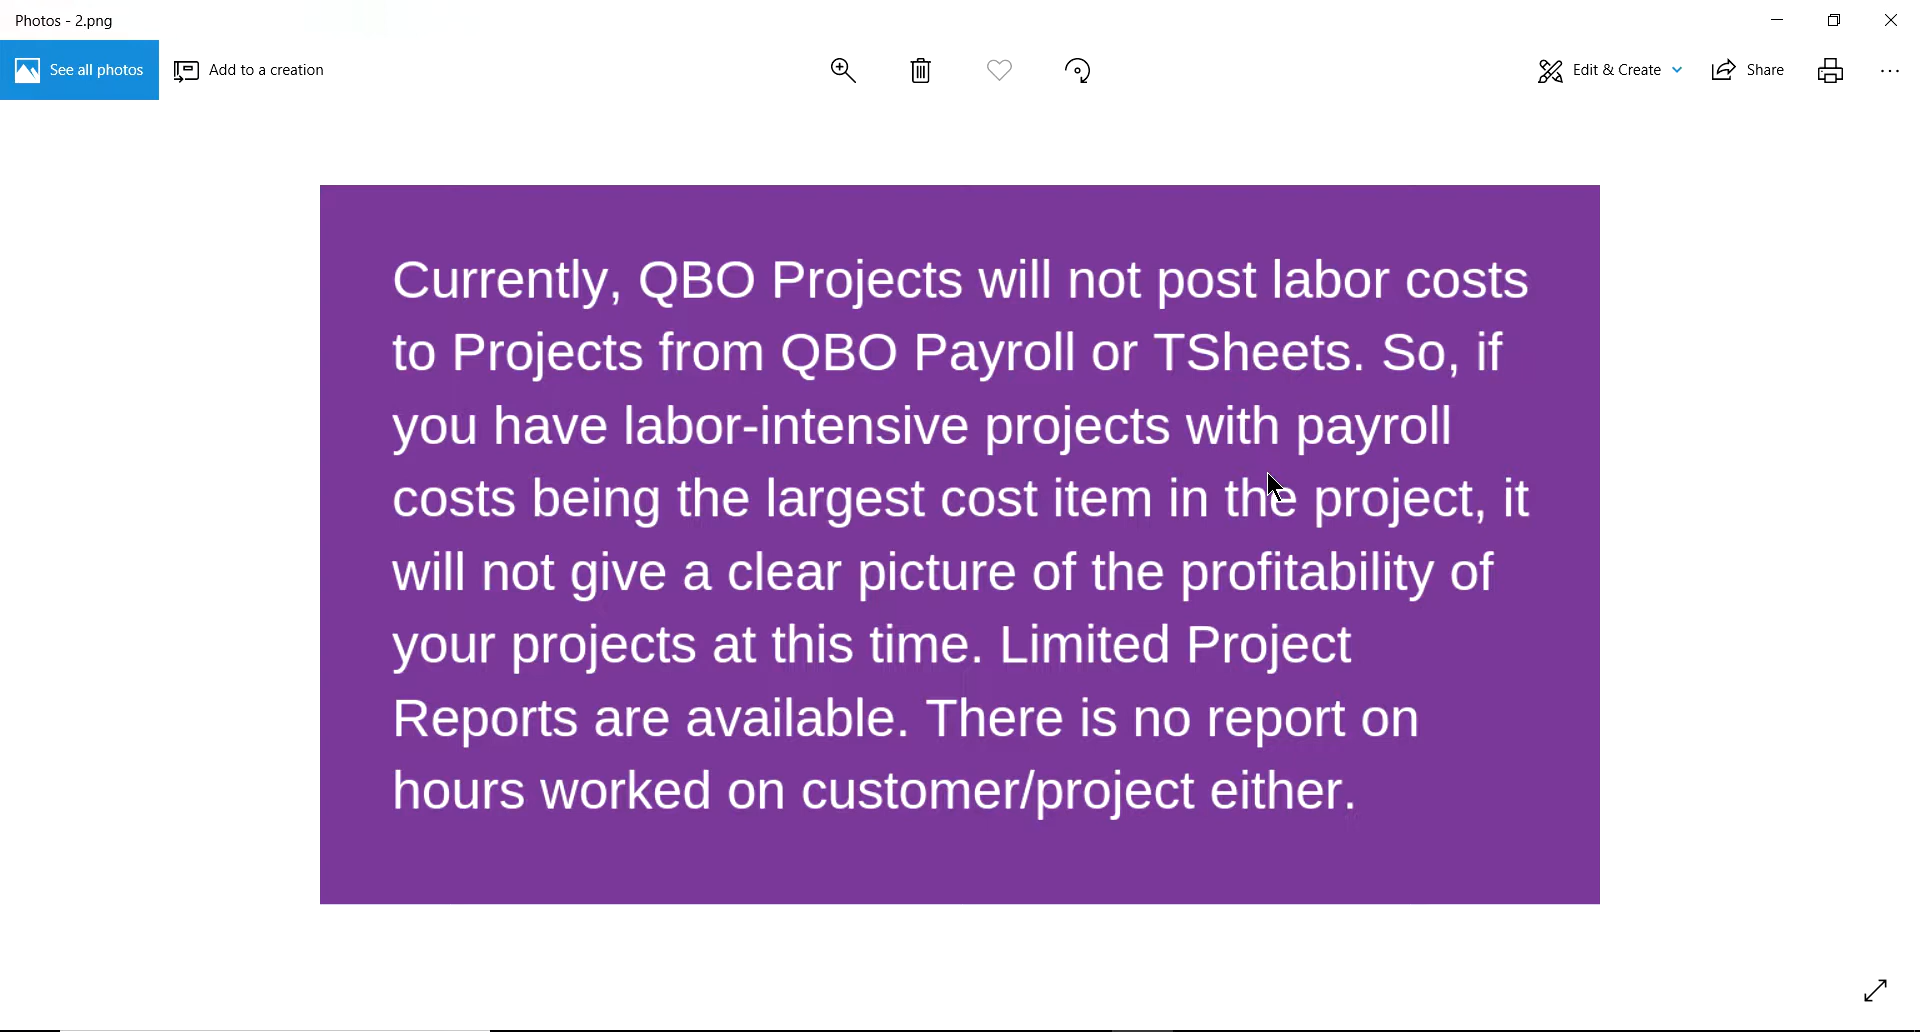 Photos - 2.png
See all photos
Add to a creation
Edit & Create
Share
Currently, QBO Projects will not post labor costs
to Projects from QBO Payroll or TSheets. So, if
you have labor-intensive projects with payroll
costs being the largest cost item in the project, it
will not give a clear picture of the profitability of
your projects at this time. Limited Project
Reports are available. There is no report on
hours worked on customer/project either.